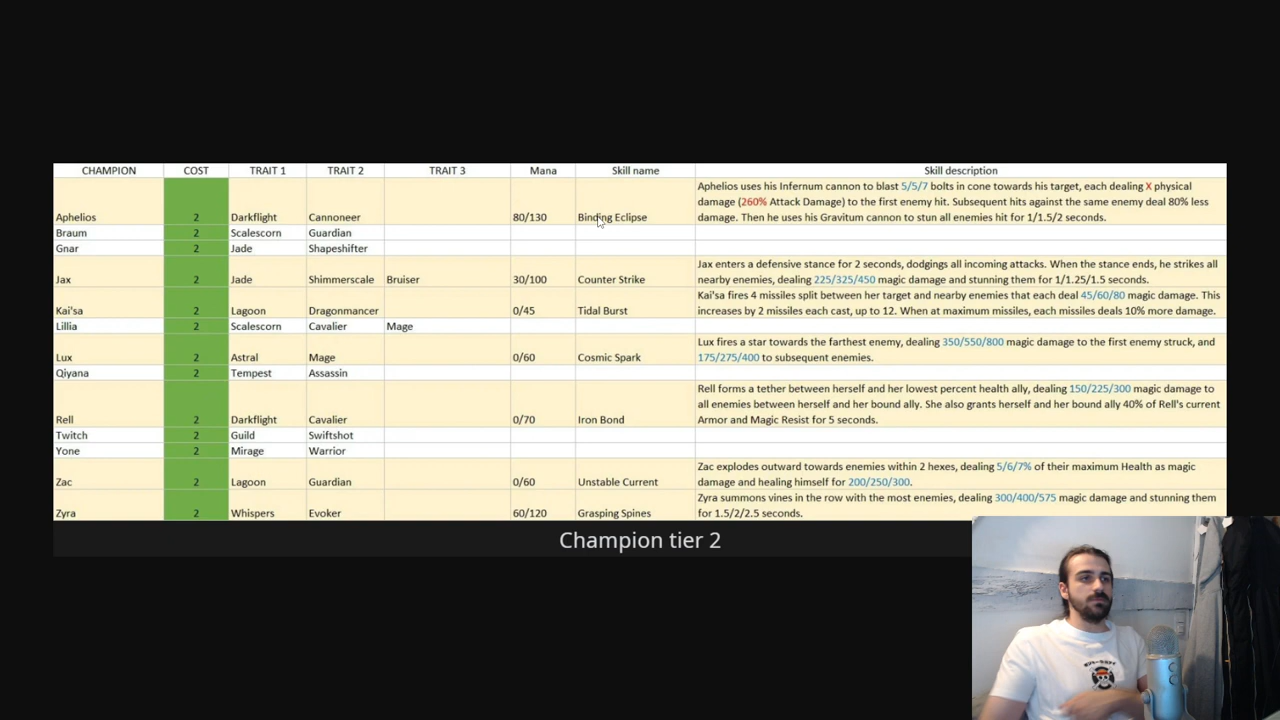 CHAMPION COST TRAIT 1 TRAIT 2 TRAIT 3 Mana Skill name Skill description
Aphelios 2 Darkflight Cannoneer 80/130 Binding Eclipse Aphelios uses his Infernum cannon to blast 5/5/7 bolts in cone towards his target, each dealing X physical
damage (260% Attack Damage) to the first enemy hit. Subsequent hits against the same enemy deal 80% less
damage. Then he uses his Gravitum cannon to stun all enemies hit for 1/1.5/2 seconds.
Braum 2 Scalescorn Guardian
Gnar 2 Jade Shapeshifter
Jax 2 Jade Shimmerscale Bruiser 30/100 Counter Strike Jax enters a defensive stance for 2 seconds, dodgings all incoming attacks. When the stance ends, he strikes all
nearby enemies, dealing 225/325/450 magic damage and stunning them for 1/1.25/1.5 seconds.
Kai'sa 2 Lagoon Dragonmancer 0/45 Tidal Burst Kai'sa fires 4 missiles split between her target and nearby enemies that each deal 45/60/80 magic damage. This
increases by 2 missiles each cast, up to 12. When at maximum missiles, each missiles deals 10% more damage.
Lillia 2 Scalescorn Cavalier Mage
Lux 2 Astral Mage 0/60 Cosmic Spark Lux fires a star towards the farthest enemy, dealing 350/550/800 magic damage to the first enemy struck, and
175/275/400 to subsequent enemies.
Qiyana 2 Tempest Assassin
Rell 2 Darkflight Cavalier 0/70 Iron Bond Rell forms a tether between herself and her lowest percent health ally, dealing 150/225/300 magic damage to
all enemies between herself and her bound ally. She also grants herself and her bound ally 40% of Rell's current
Armor and Magic Resist for 5 seconds.
Twitch 2 Guild Swiftshot
Yone 2 Mirage Warrior
Zac 2 Lagoon Guardian 0/60 Unstable Current Zac explodes outward towards enemies within 2 hexes, dealing 5/6/7% of their maximum Health as magic
damage and healing himself for 200/250/300.
Zyra 2 Whispers Evoker 60/120 Grasping Spines Zyra summons vines in the row with the most enemies, dealing 300/400/575 magic damage and stunning them
for 1.5/2/2.5 seconds.
Champion tier 2